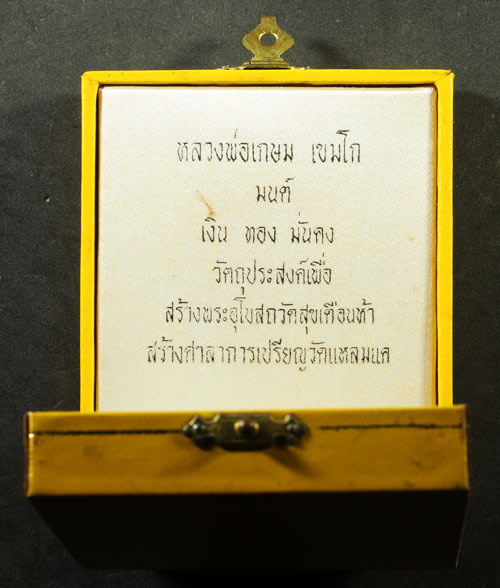 หลวงพ่อเกษม เขมโก
มนต์
เงิน ทอง มั่นคง
วัตถุประสงค์เพื่อ
สร้างพระอุโบสถวัดสุขเดือนห้า
สร้างศาลาการเปรียญวัดแหลมแค